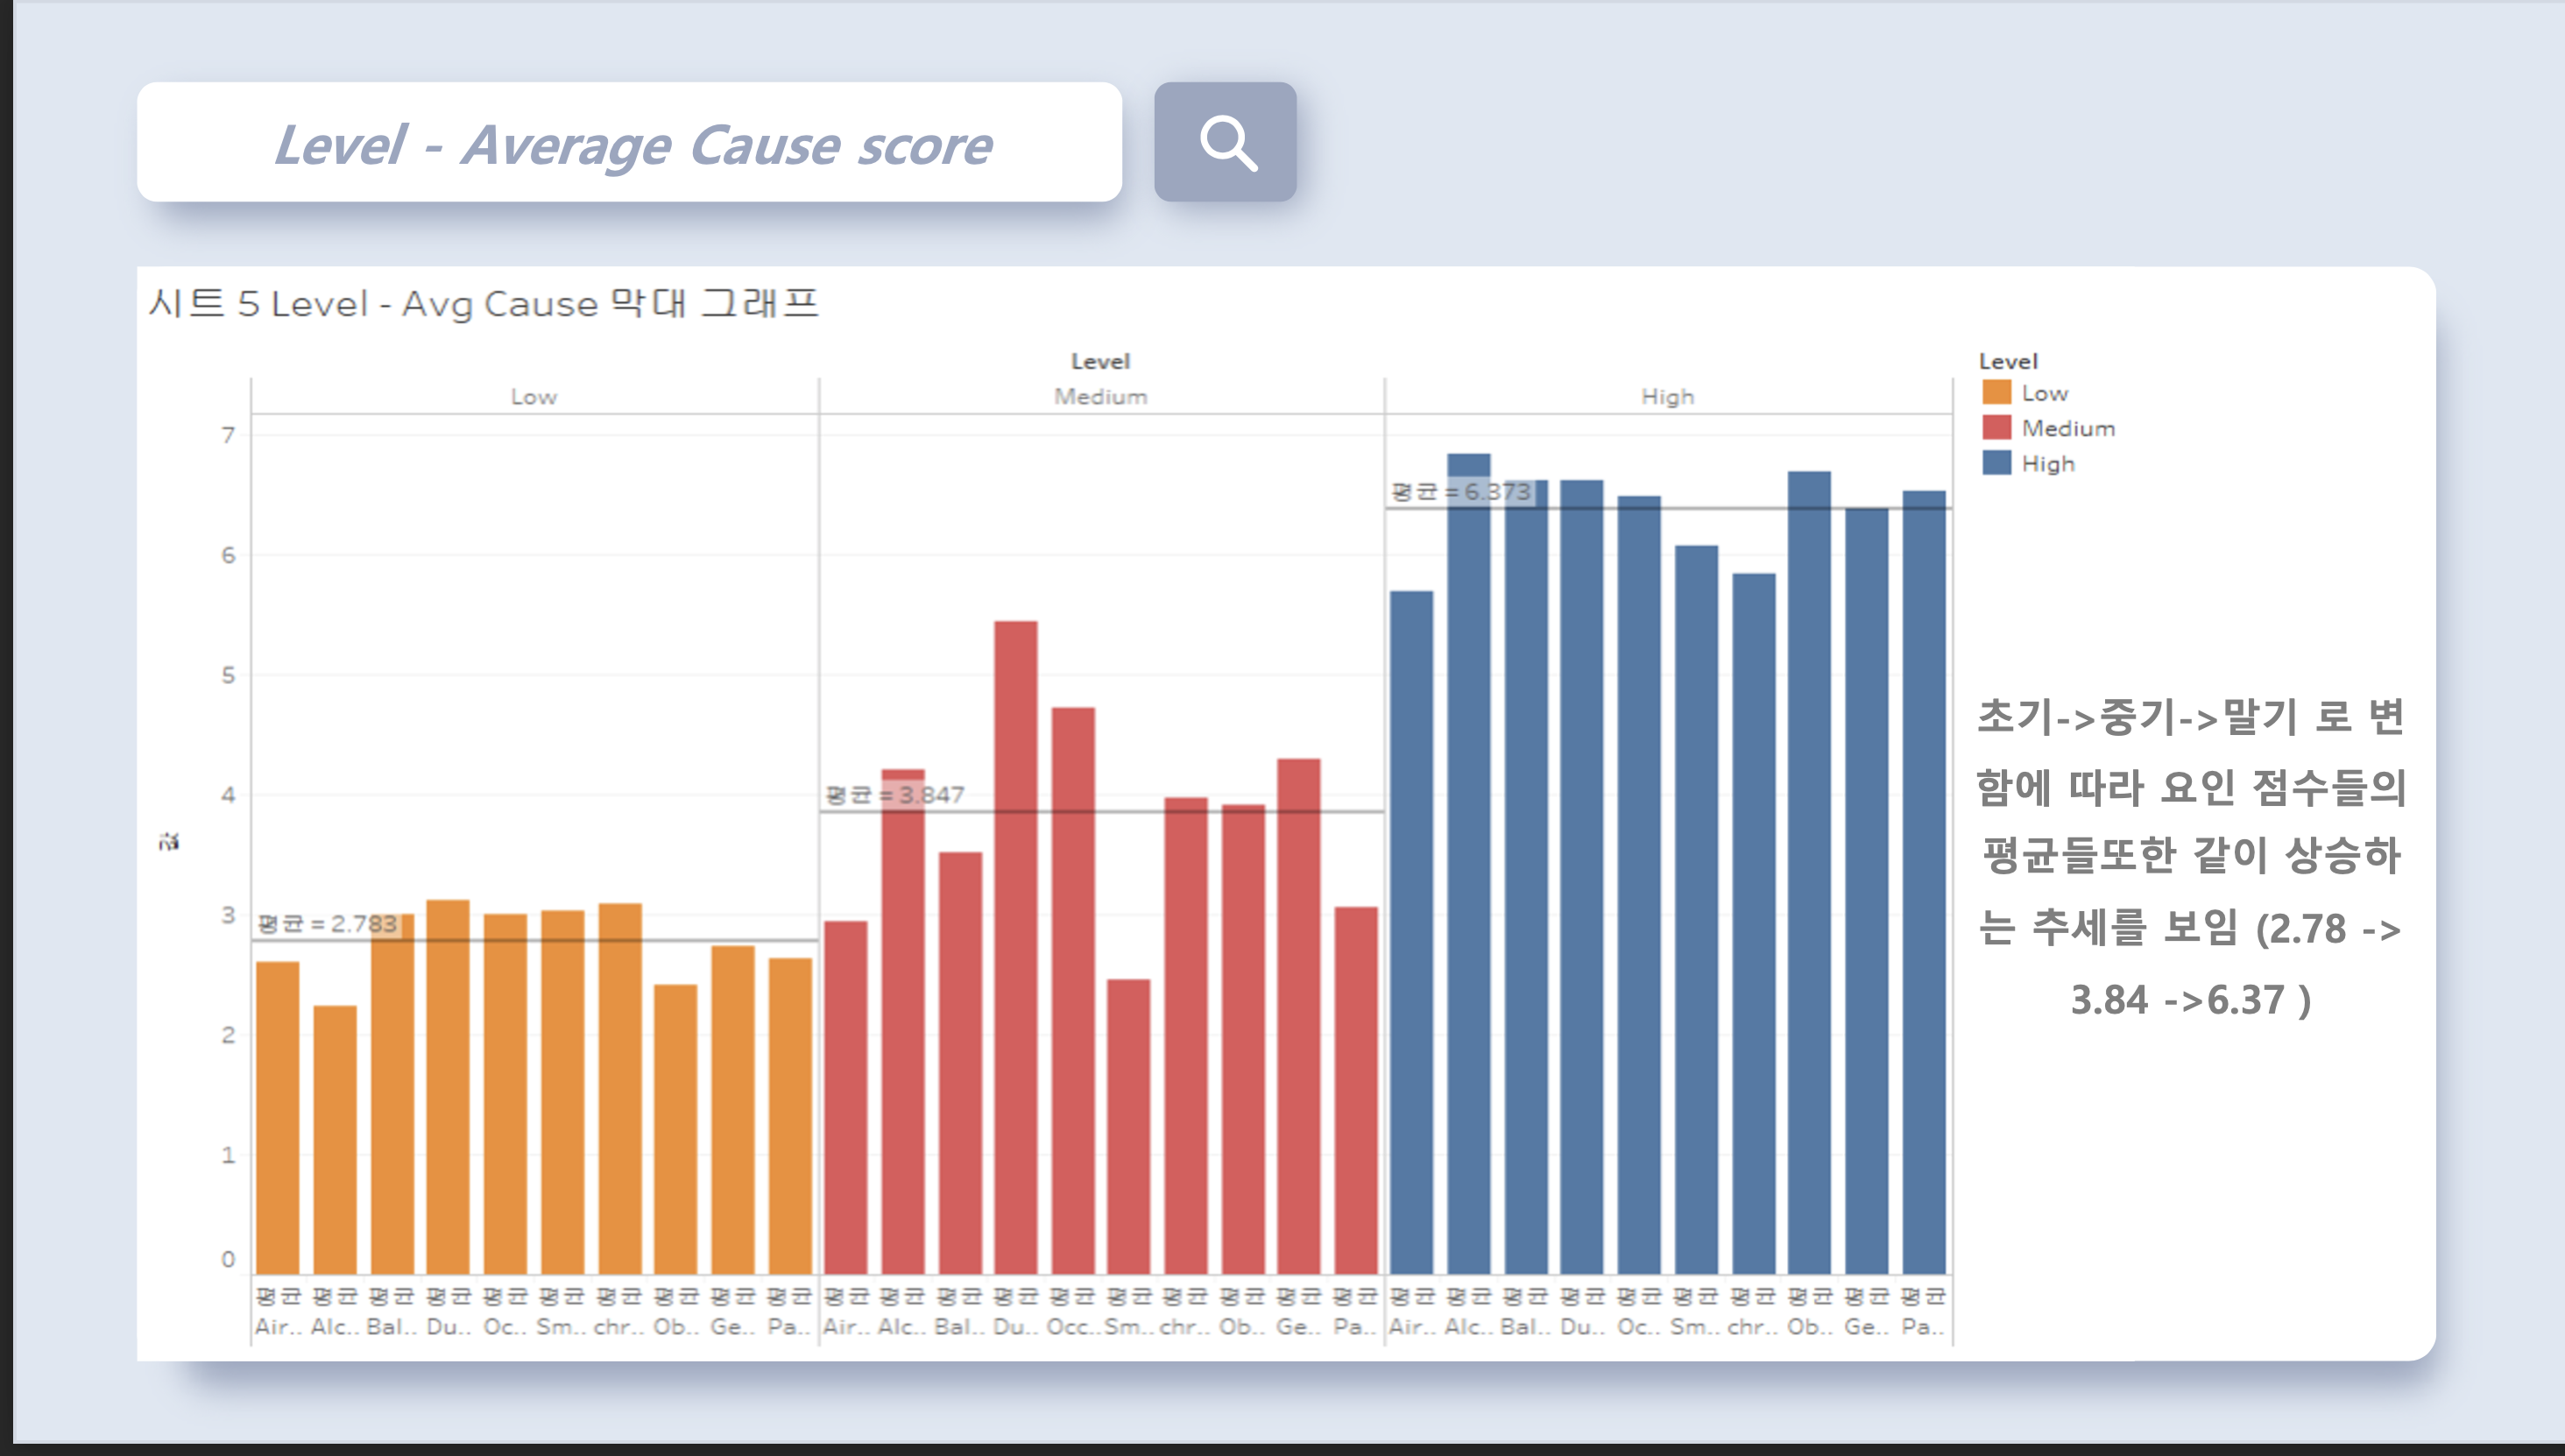 Level - Average Cause score
시트 5 Level - Avg Cause 막대 그래프
Level
Low Medium High
Level
Low
Medium
High
7
6
5
4
3
2
1
0
값
평균 = 2.783
평균 = 3.847
평균 = 6.373
평균 평균 평균 평균 평균 평균 평균 평균 평균 평균 평균 평균 평균 평균 평균 평균 평균 평균 평균 평균 평균 평균 평균 평균 평균 평균 평균 평균 평균 평균
Air.. Alc.. Bal.. Du.. Oc.. Sm.. chr.. Ob.. Ge.. Pa.. Air.. Alc.. Bal.. Du.. Occ.. Sm.. chr.. Ob.. Ge.. Pa.. Air.. Alc.. Bal.. Du.. Oc.. Sm.. chr.. Ob.. Ge.. Pa..
초기->중기->말기 로 변
함에 따라 요인 점수들의
평균들또한 같이 상승하
는 추세를 보임 (2.78 ->
3.84 ->6.37 )